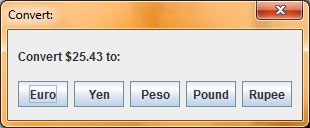 Convert:
Convert $25.43 to:
Euro Yen Peso Pound Rupee